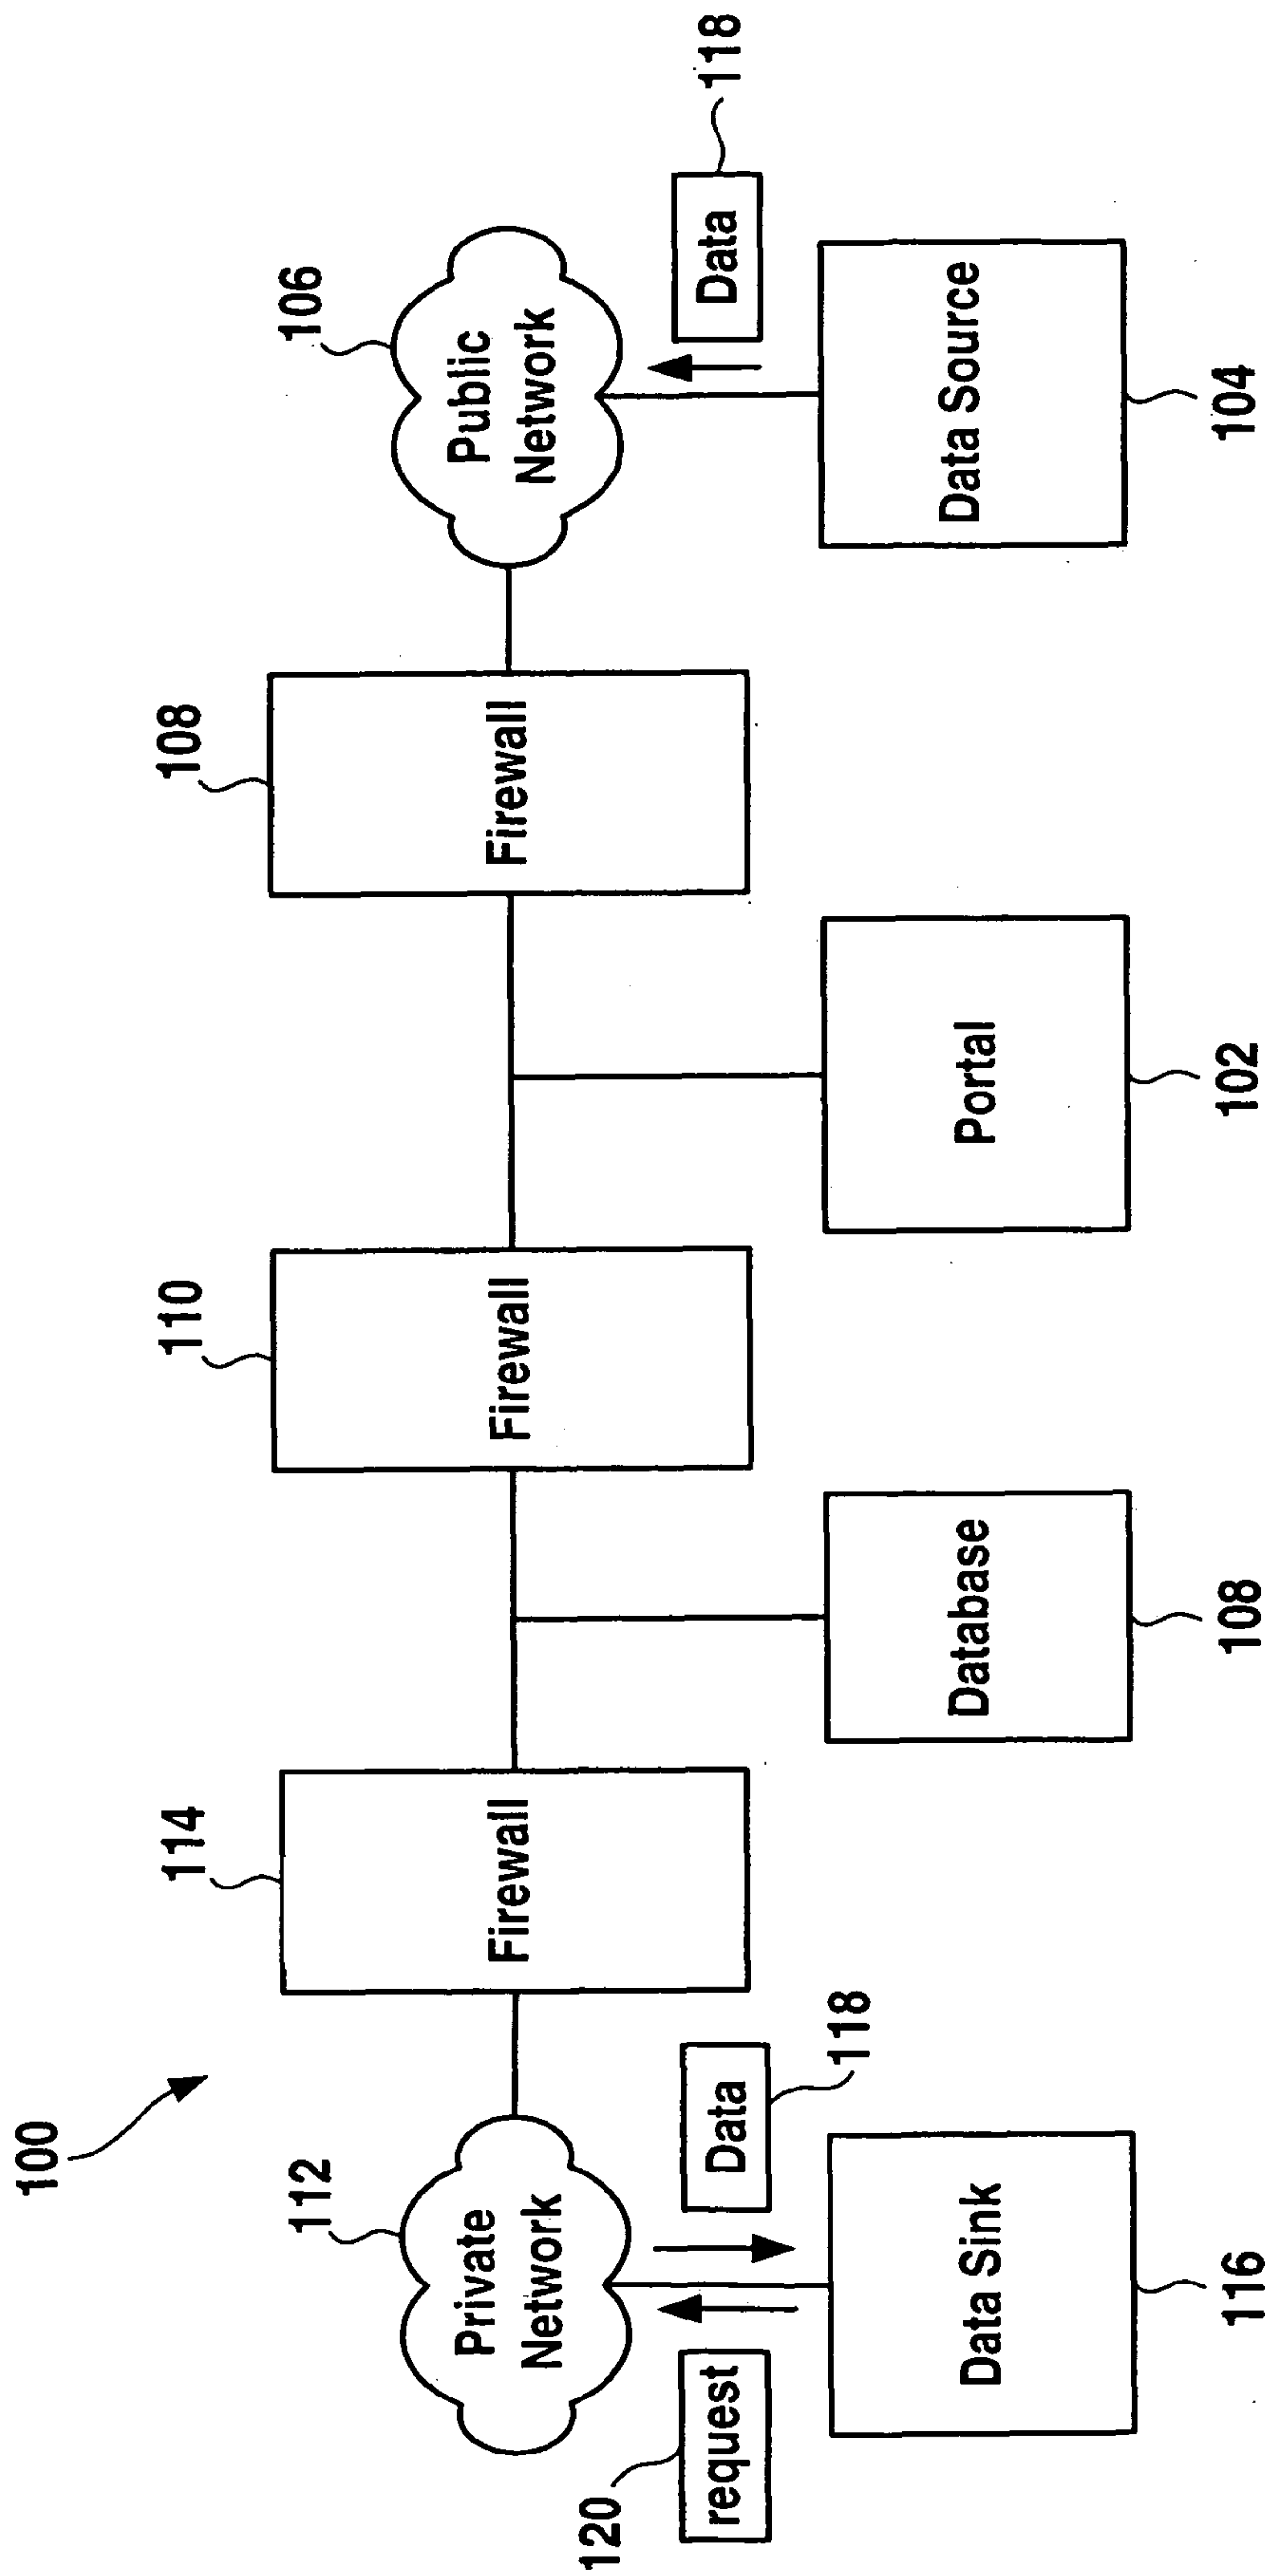 100
112
Private
Network
120
request
118
Data
Data Sink
116
114
Firewall
Database
108
110
Firewall
Portal
102
108
Firewall
106
Public
Network
118
Data
Data Source
104